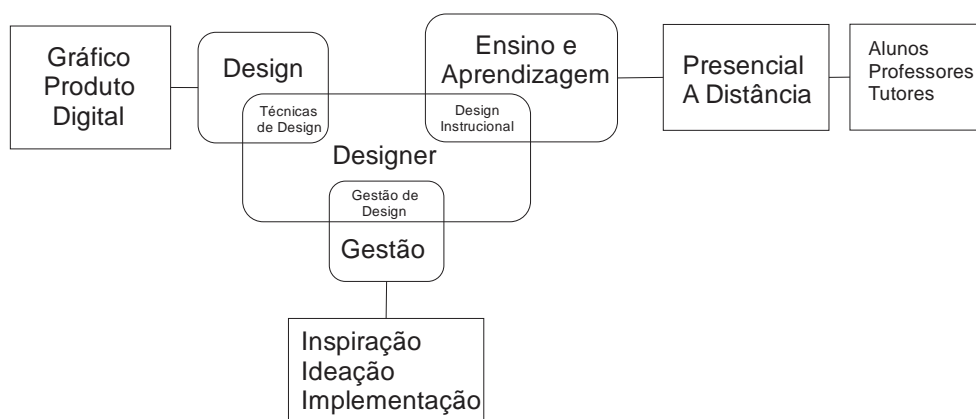 Gráfico
Produto
Digital
Design
Técnicas
de Design
Ensino e
Aprendizagem
Design
Instrucional
Presencial
A Distância
Alunos
Professores
Tutores
Designer
Gestão de
Design
Gestão
Inspiração
Ideação
Implementação